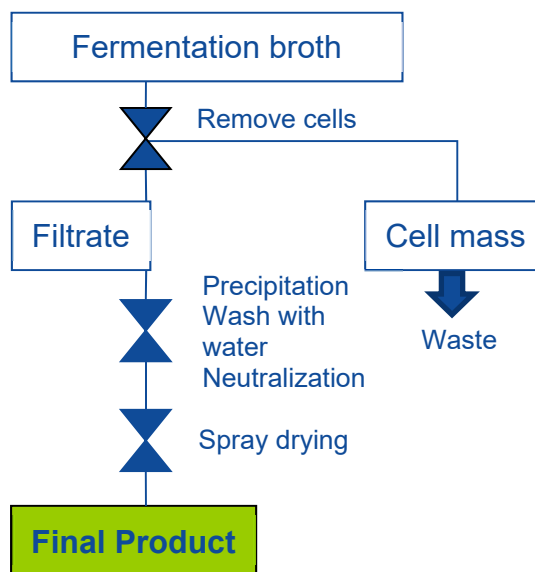 Fermentation broth
Remove cells
Filtrate
Cell mass
Precipitation
Wash with
water
Neutralization
Waste
Spray drying
Final Product